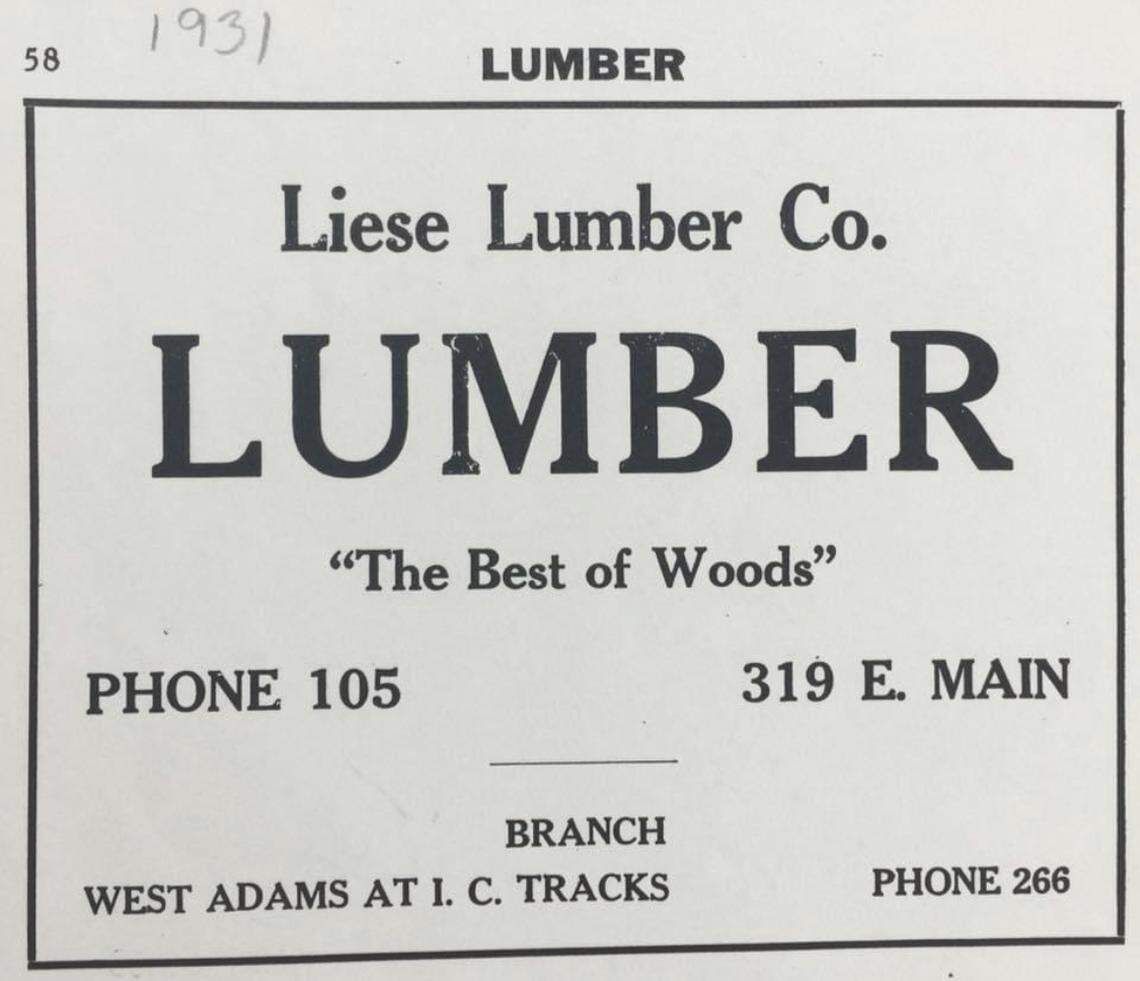 1931
58 LUMBER
Liese Lumber Co.
LUMBER
“The Best of Woods”
PHONE 105 319 E. MAIN
BRANCH
WEST ADAMS AT I. C. TRACKS PHONE 266